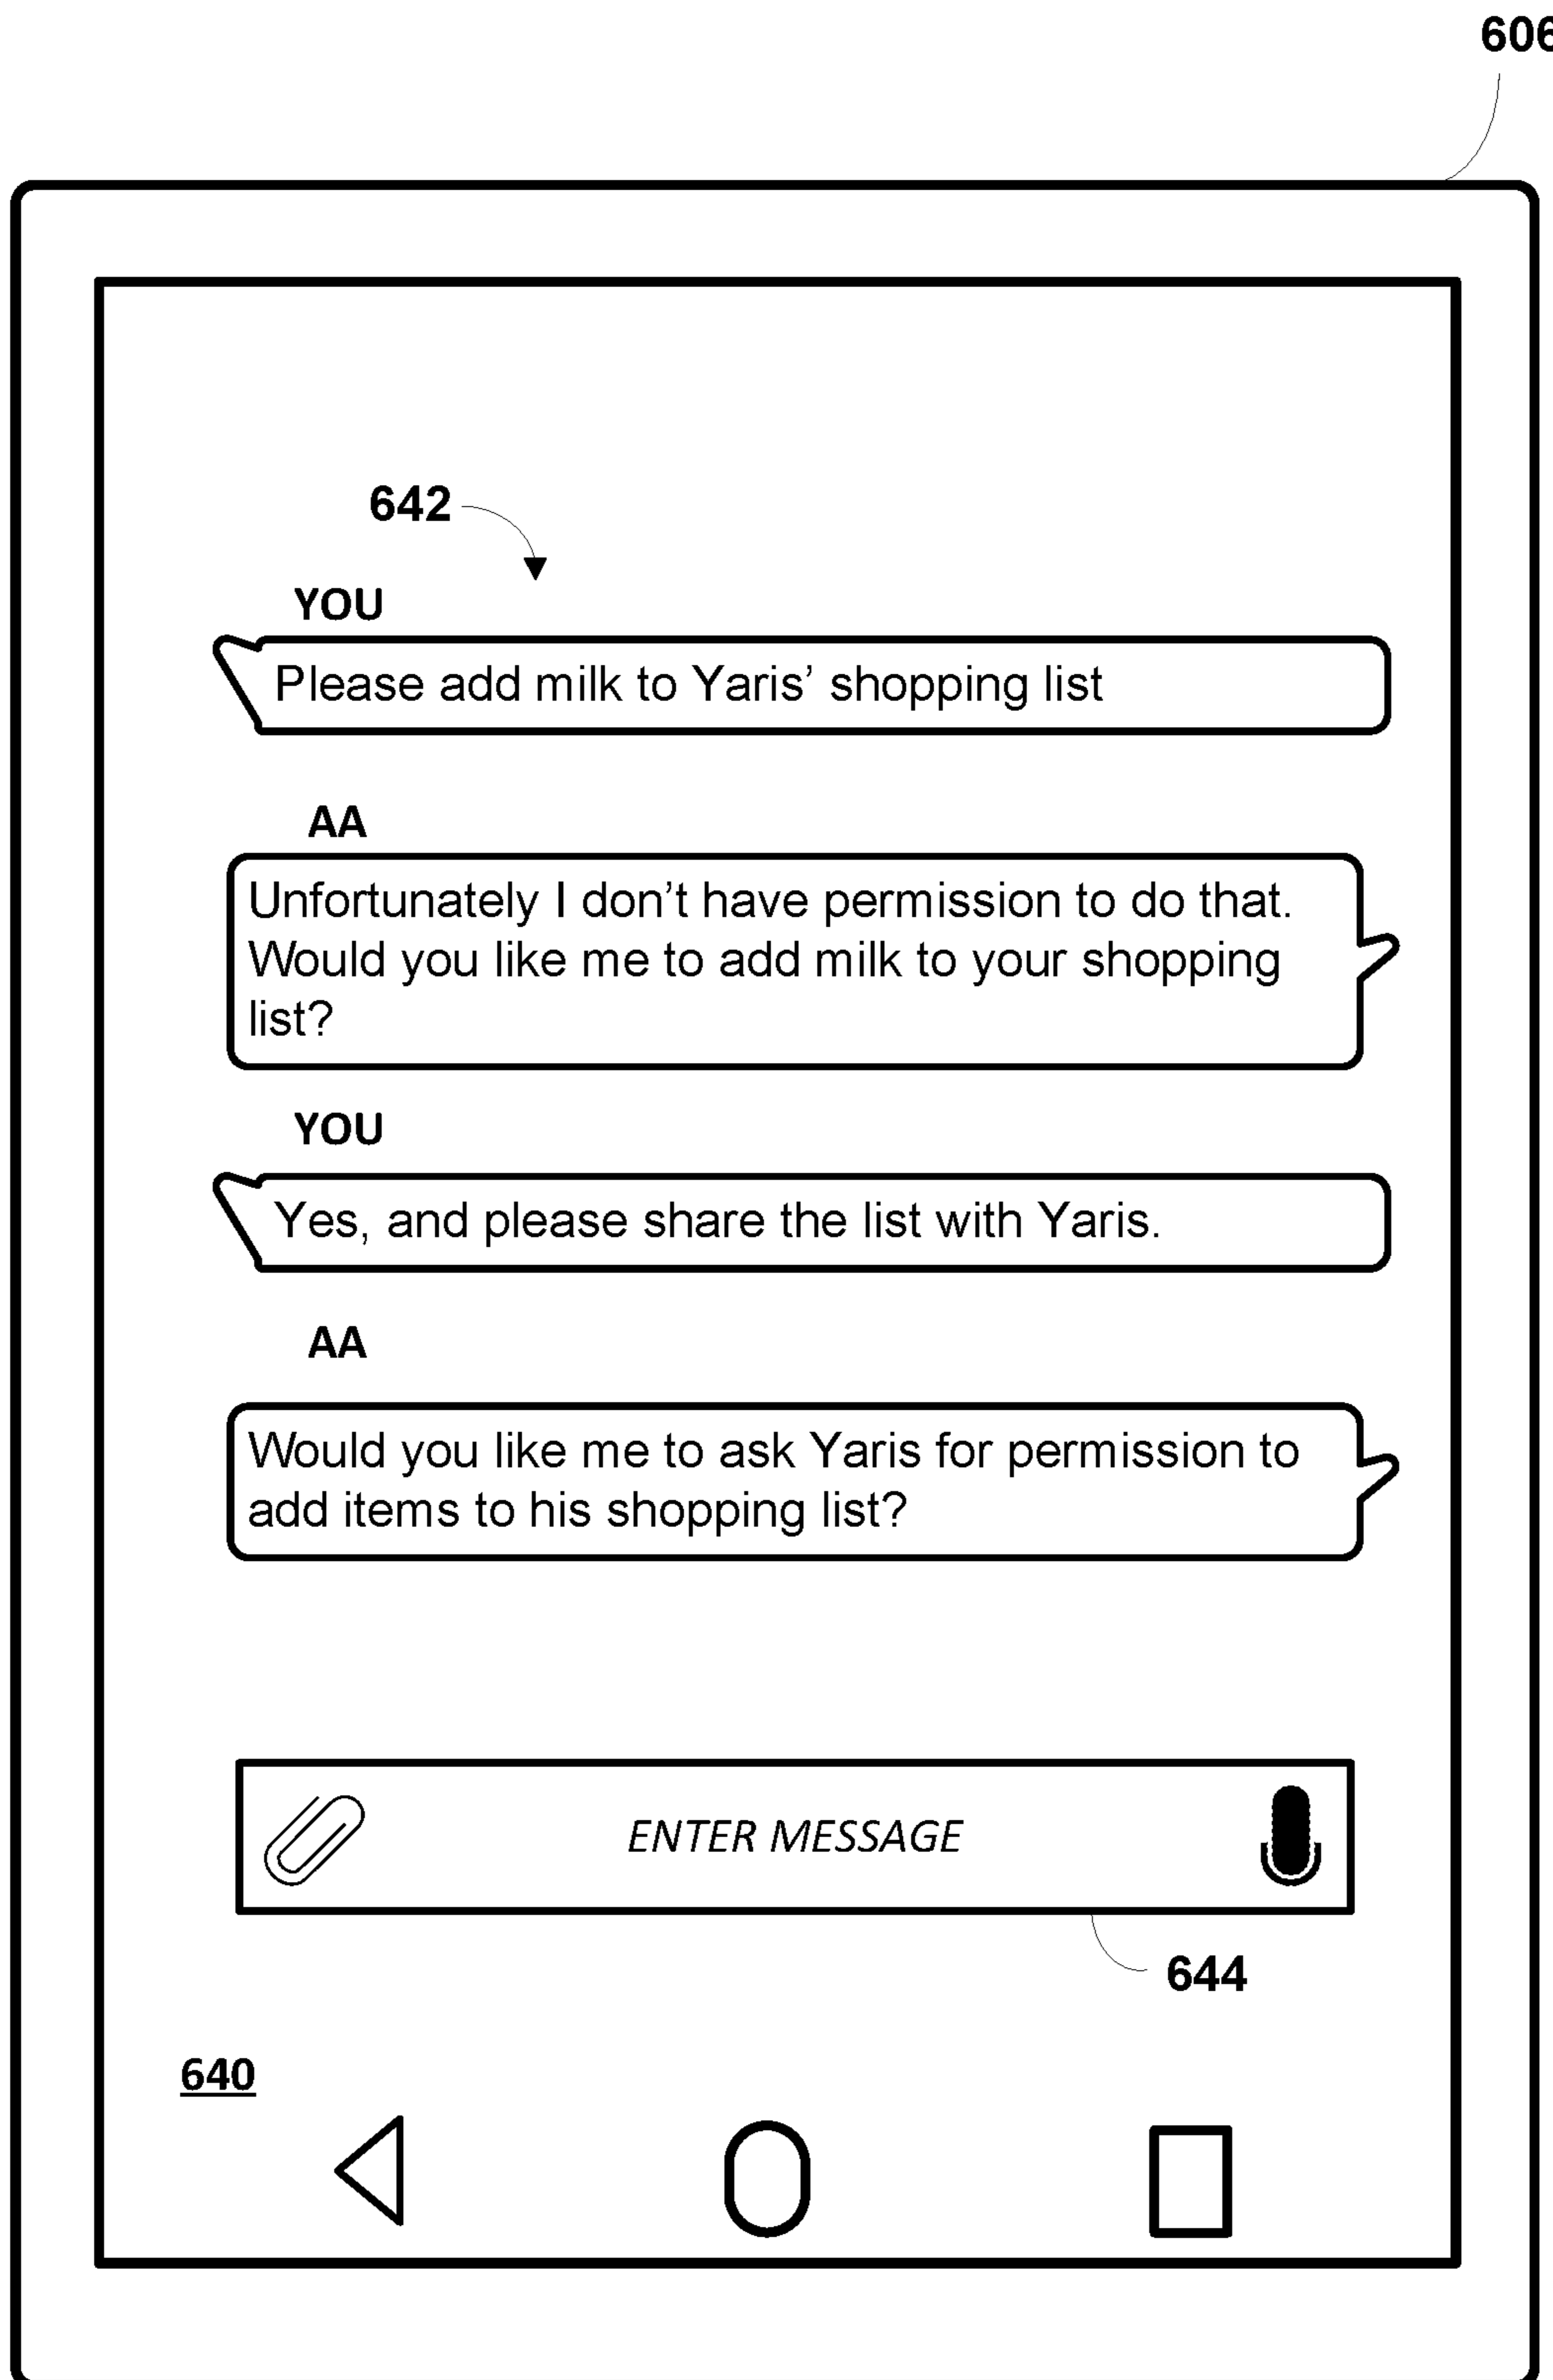 606
642
YOU
Please add milk to Yaris’ shopping list
AA
Unfortunately I don’t have permission to do that.
Would you like me to add milk to your shopping
list?
YOU
Yes, and please share the list with Yaris.
AA
Would you like me to ask Yaris for permission to
add items to his shopping list?
ENTER MESSAGE
644
640